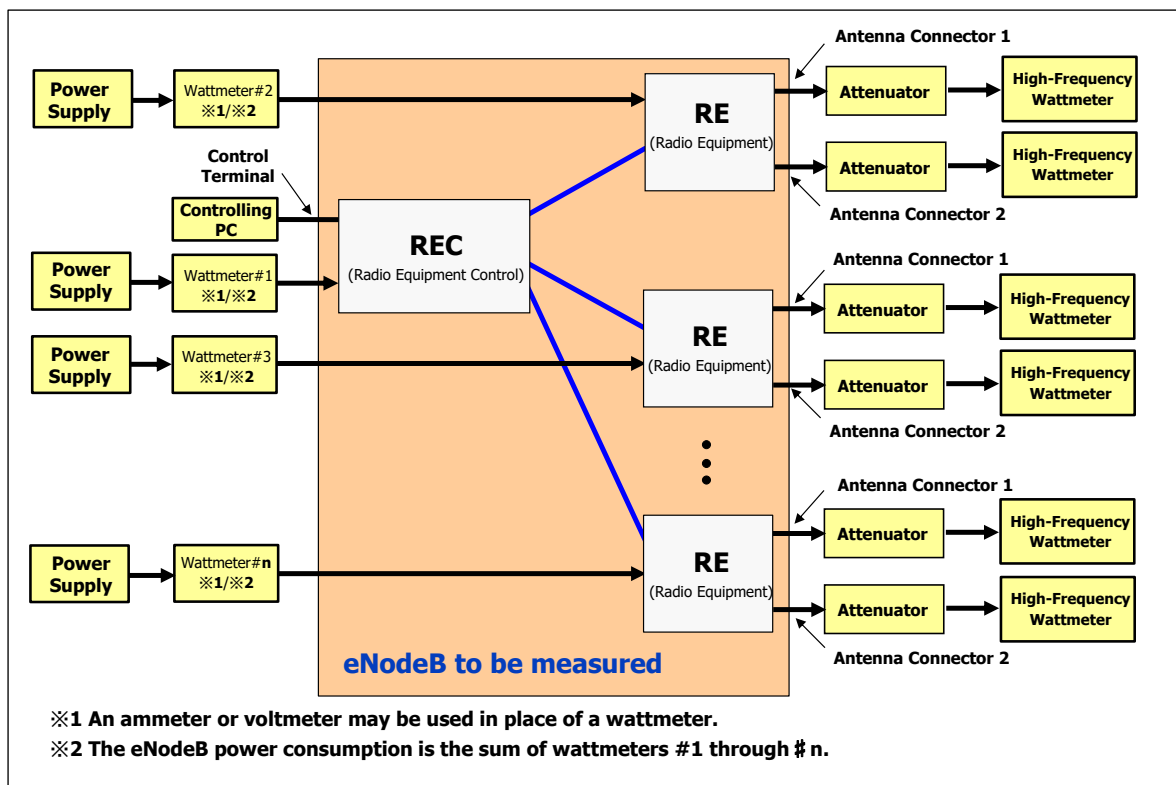 Antenna Connector 1
Power
Supply
Wattmeter#2
※1/※2
RE
(Radio Equipment)
Attenuator
High-Frequency
Wattmeter
Attenuator
High-Frequency
Wattmeter
Antenna Connector 2
Control
Terminal
Controlling
PC
REC
(Radio Equipment Control)
Power
Supply
Wattmeter#1
※1/※2
Antenna Connector 1
Power
Supply
Wattmeter#3
※1/※2
RE
(Radio Equipment)
Attenuator
High-Frequency
Wattmeter
Attenuator
High-Frequency
Wattmeter
Antenna Connector 2
Antenna Connector 1
Power
Supply
Wattmeter#n
※1/※2
RE
(Radio Equipment)
Attenuator
High-Frequency
Wattmeter
Attenuator
High-Frequency
Wattmeter
Antenna Connector 2
eNodeB to be measured
※1 An ammeter or voltmeter may be used in place of a wattmeter.
※2 The eNodeB power consumption is the sum of wattmeters #1 through ♯n.